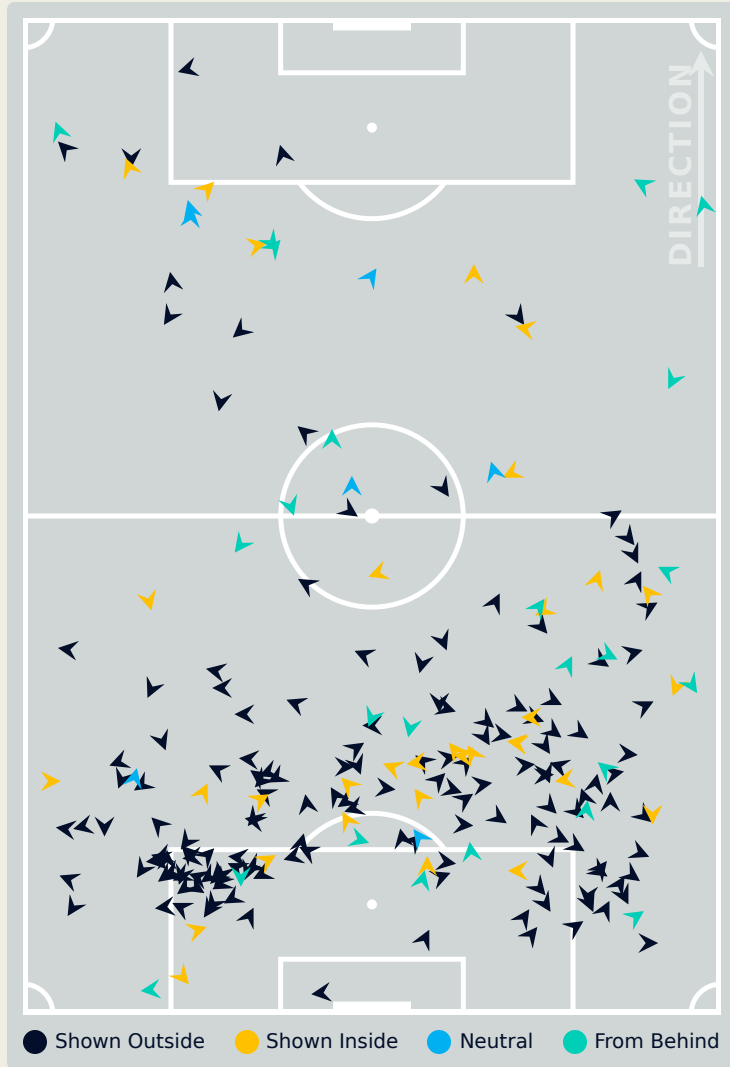 DIRECTION
Shown Outside
Shown Inside
Neutral
From Behind